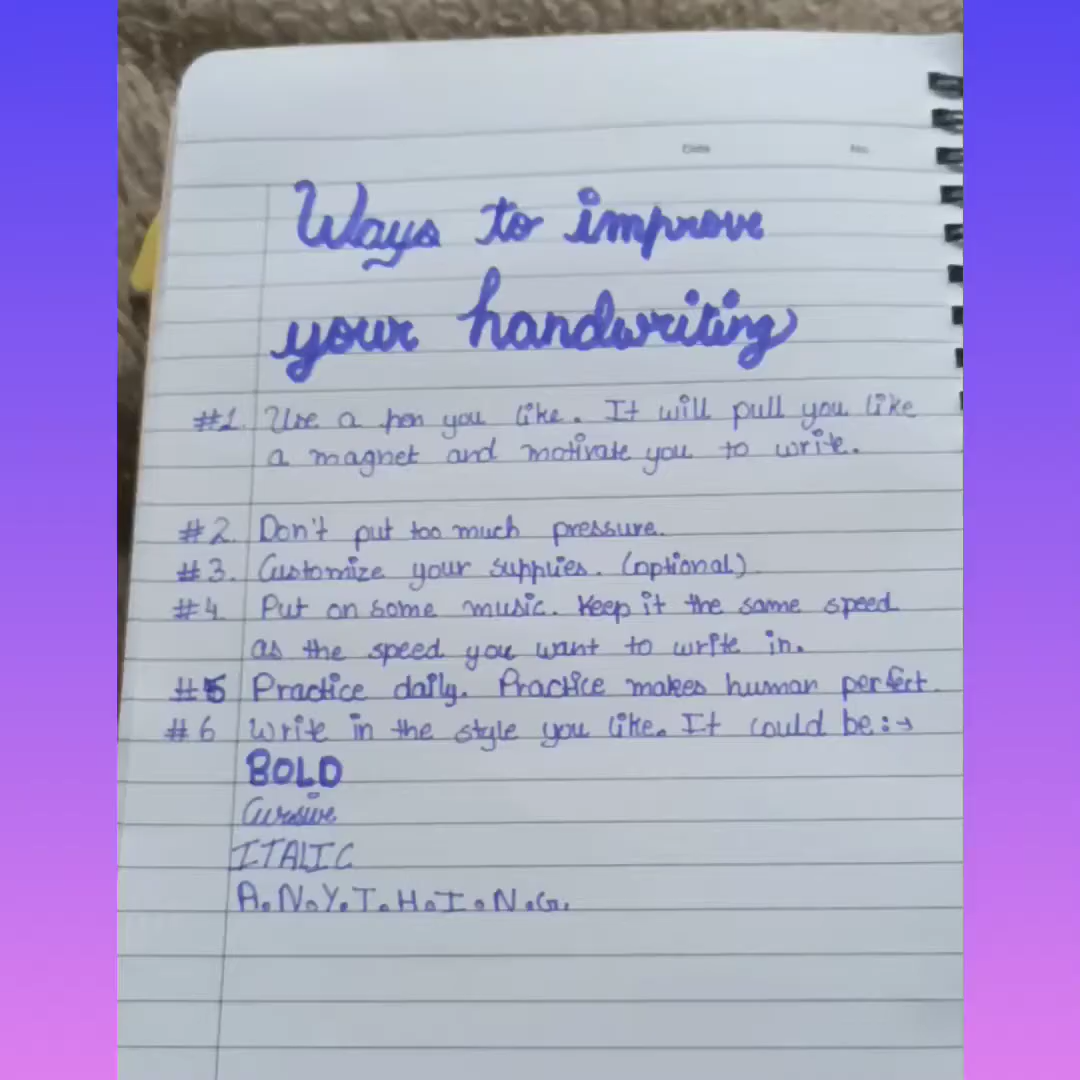 Date No.
Ways to improve
your handwriting
#1. Use a pen you like. It will pull you like
a magnet and motivate you to write.
#2. Don't put too much pressure.
#3. Customize your supplies. (optional)
#4. Put on some music. Keep it the same speed
as the speed you want to write in.
#5 Practice daily. Practice makes human perfect.
#6 Write in the style you like. It could be:→
BOLD
Cursive
ITALIC
A.N.Y.T.H.I.N.G.